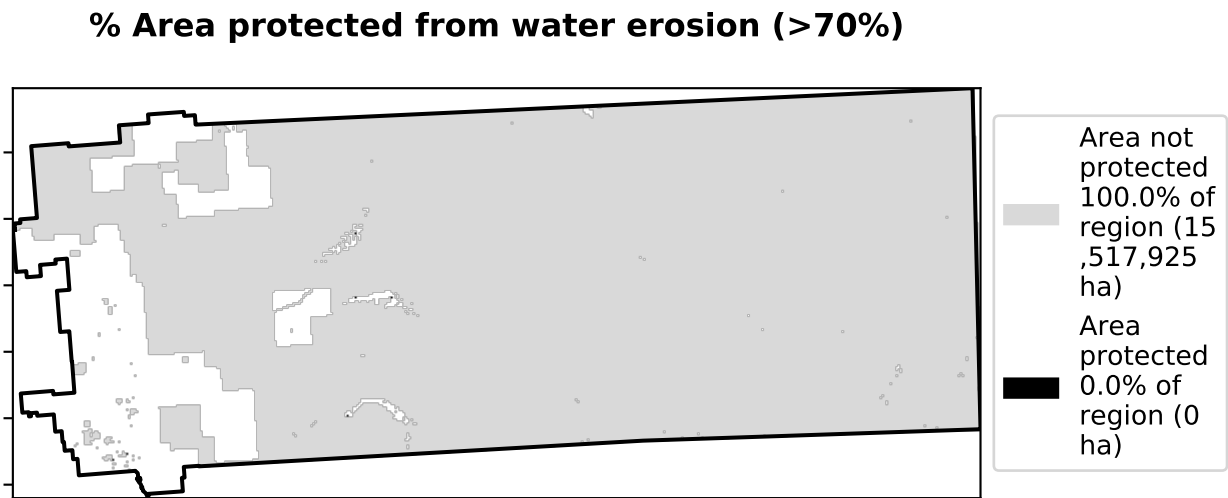 % Area protected from water erosion (>70%)
Area not
protected
100.0% of
region (15
,517,925
ha)
Area
protected
0.0% of
region (0
ha)